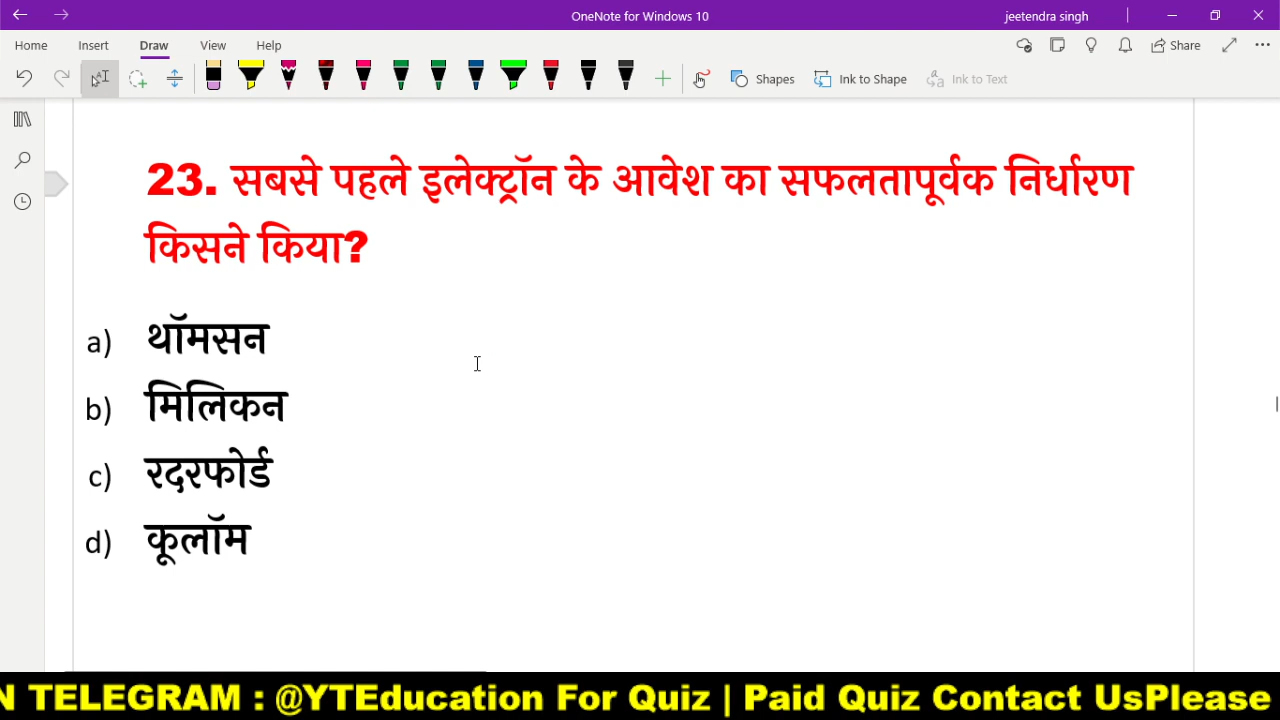 OneNote for Windows 10
jeetendra singh
Home Insert Draw View Help
Share
Shapes
Ink to Shape
Ink to Text
23. सबसे पहले इलेक्ट्रॉन के आवेश का सफलतापूर्वक निर्धारण
किसने किया?
a) थॉमसन
b) मिलिकन
c) रदरफोर्ड
d) कूलॉम
N TELEGRAM : @YTEducation For Quiz | Paid Quiz Contact UsPlease